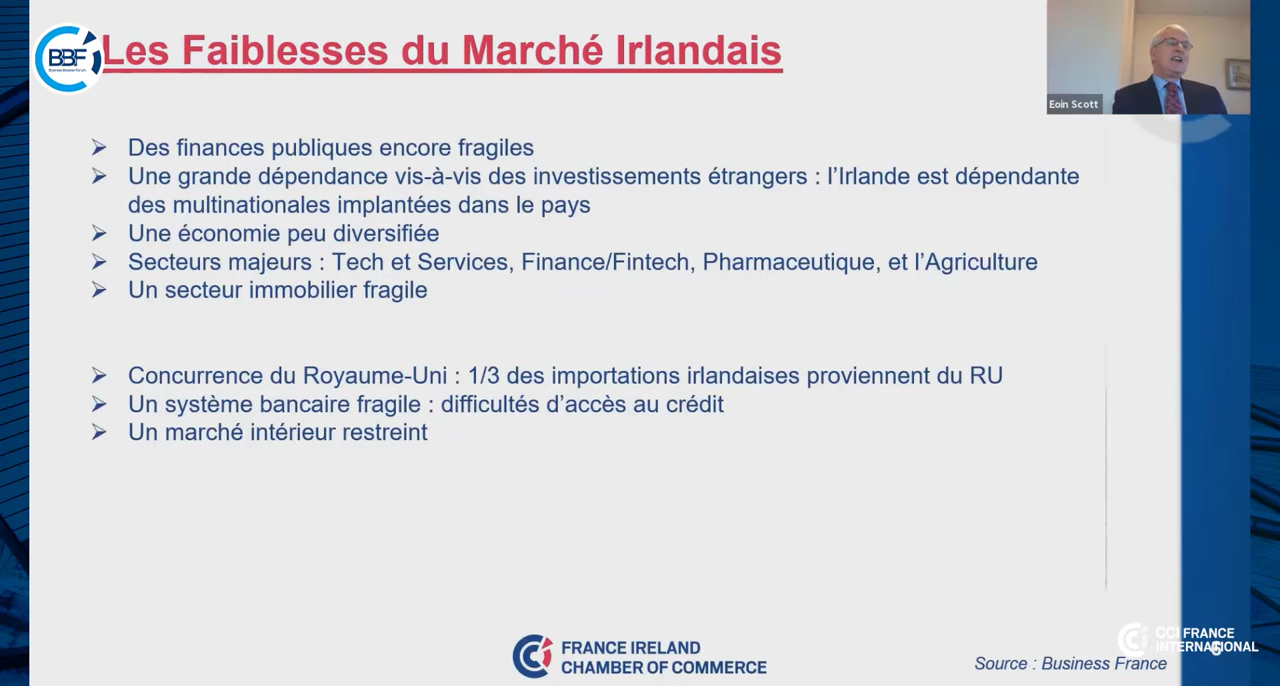 BBF
Business Booster Forum
Les Faiblesses du Marché Irlandais
Eoin Scott
➢ Des finances publiques encore fragiles
➢ Une grande dépendance vis-à-vis des investissements étrangers : l’Irlande est dépendante
des multinationales implantées dans le pays
➢ Une économie peu diversifiée
➢ Secteurs majeurs : Tech et Services, Finance/Fintech, Pharmaceutique, et l’Agriculture
➢ Un secteur immobilier fragile
➢ Concurrence du Royaume-Uni : 1/3 des importations irlandaises proviennent du RU
➢ Un système bancaire fragile : difficultés d’accès au crédit
➢ Un marché intérieur restreint
FRANCE IRELAND
CHAMBER OF COMMERCE
CCI FRANCE
INTERNATIONAL
6
Source : Business France